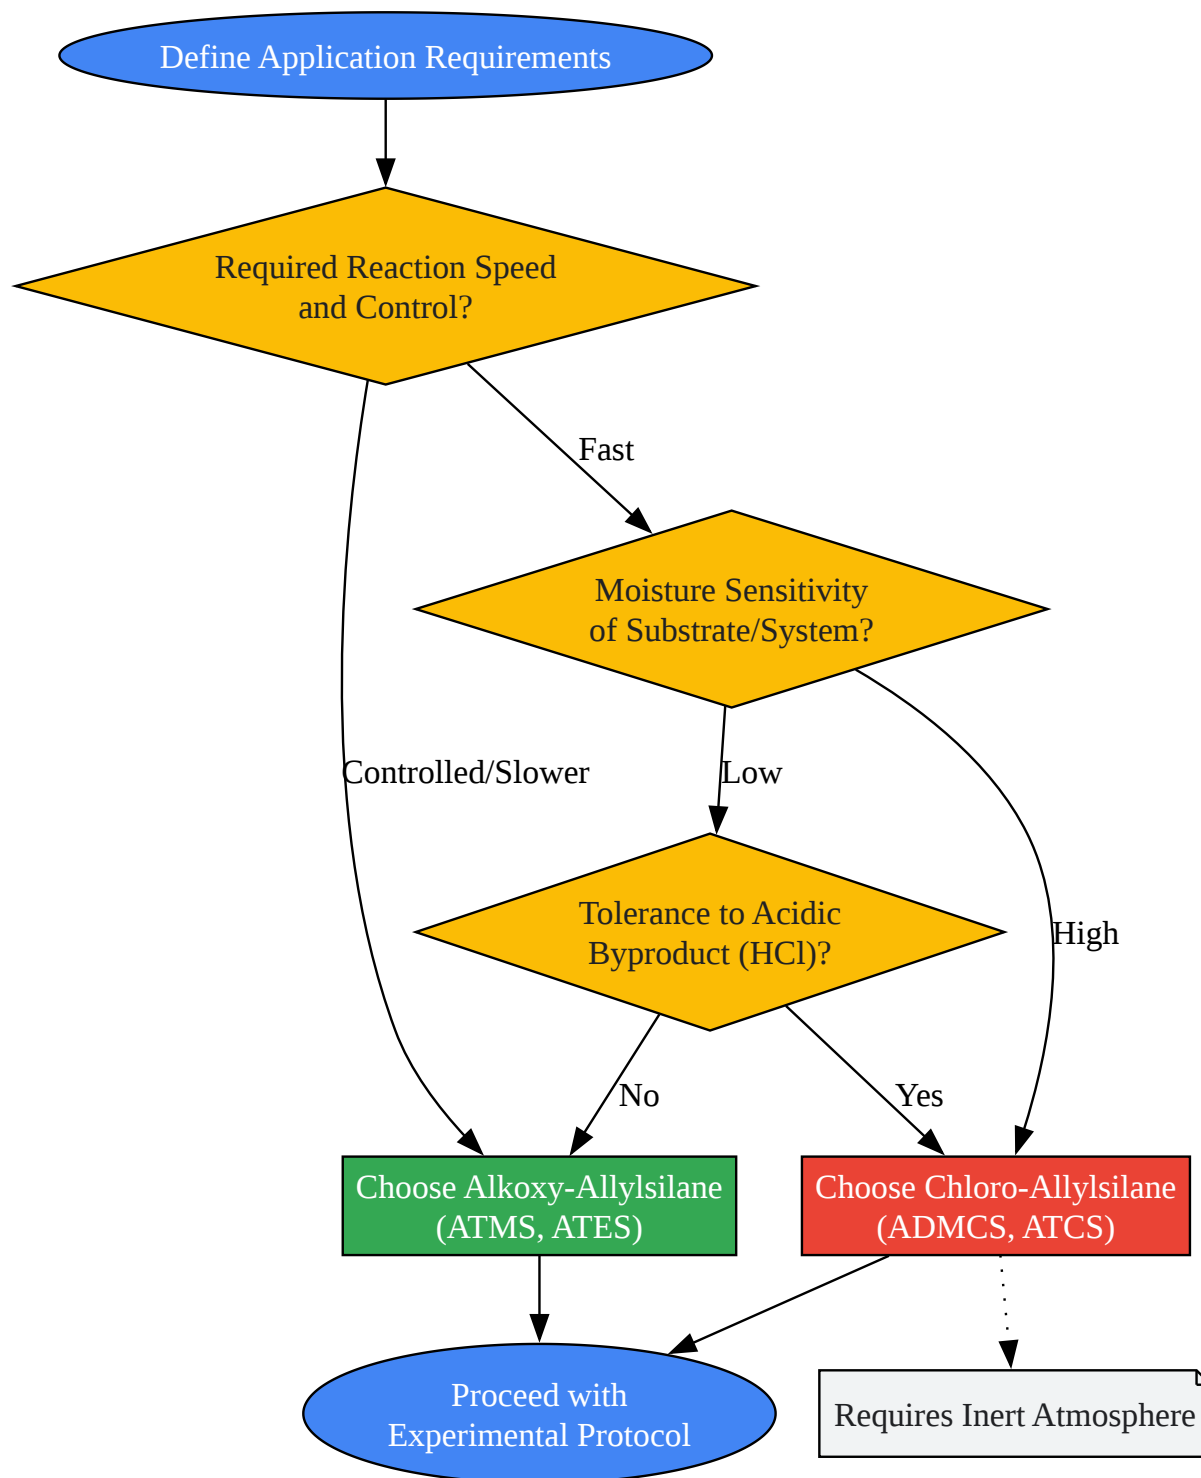 Define Application Requirements
Required Reaction Speed
and Control?
Fast
Moisture Sensitivity
of Substrate/System?
Controlled/Slower
Low
Tolerance to Acidic
Byproduct (HCl)?
High
No
Yes
Choose Alkoxy-Allylsilane
(ATMS, ATES)
Choose Chloro-Allylsilane
(ADMCS, ATCS)
Proceed with
Experimental Protocol
Requires Inert Atmosphere